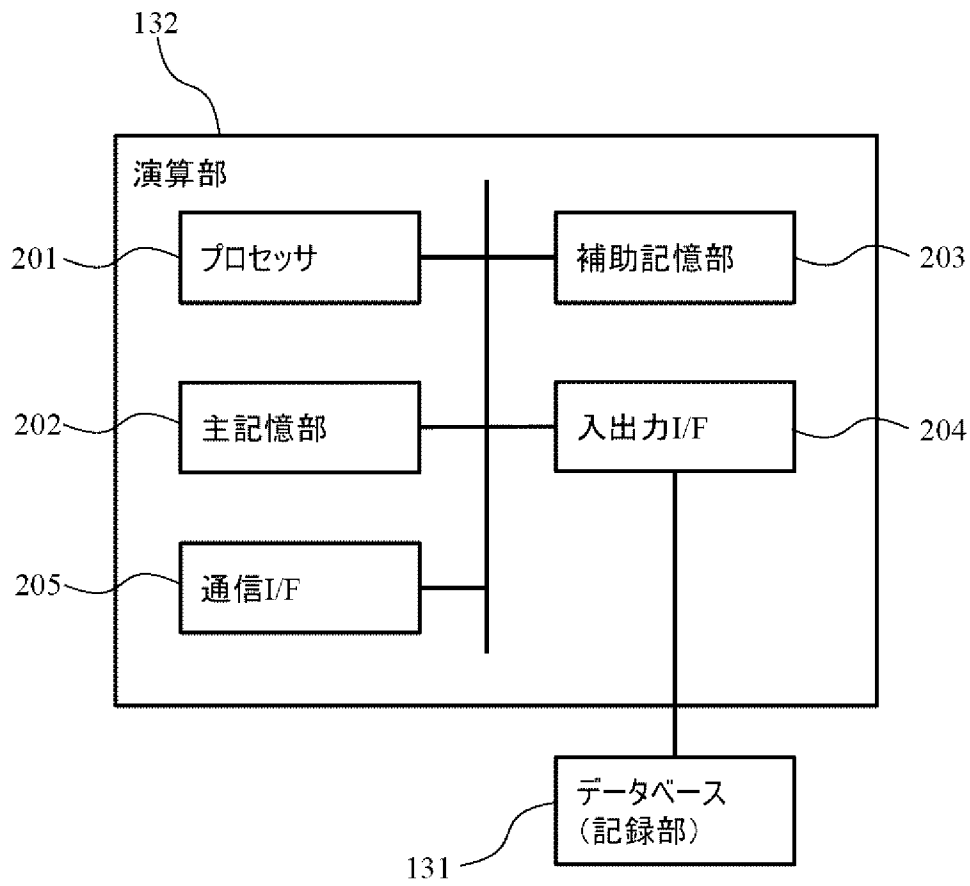 132
演算部
201
プロセッサ
補助記憶部
203
202
主記憶部
入出力I/F
204
205
通信I/F
データベース
(記録部)
131